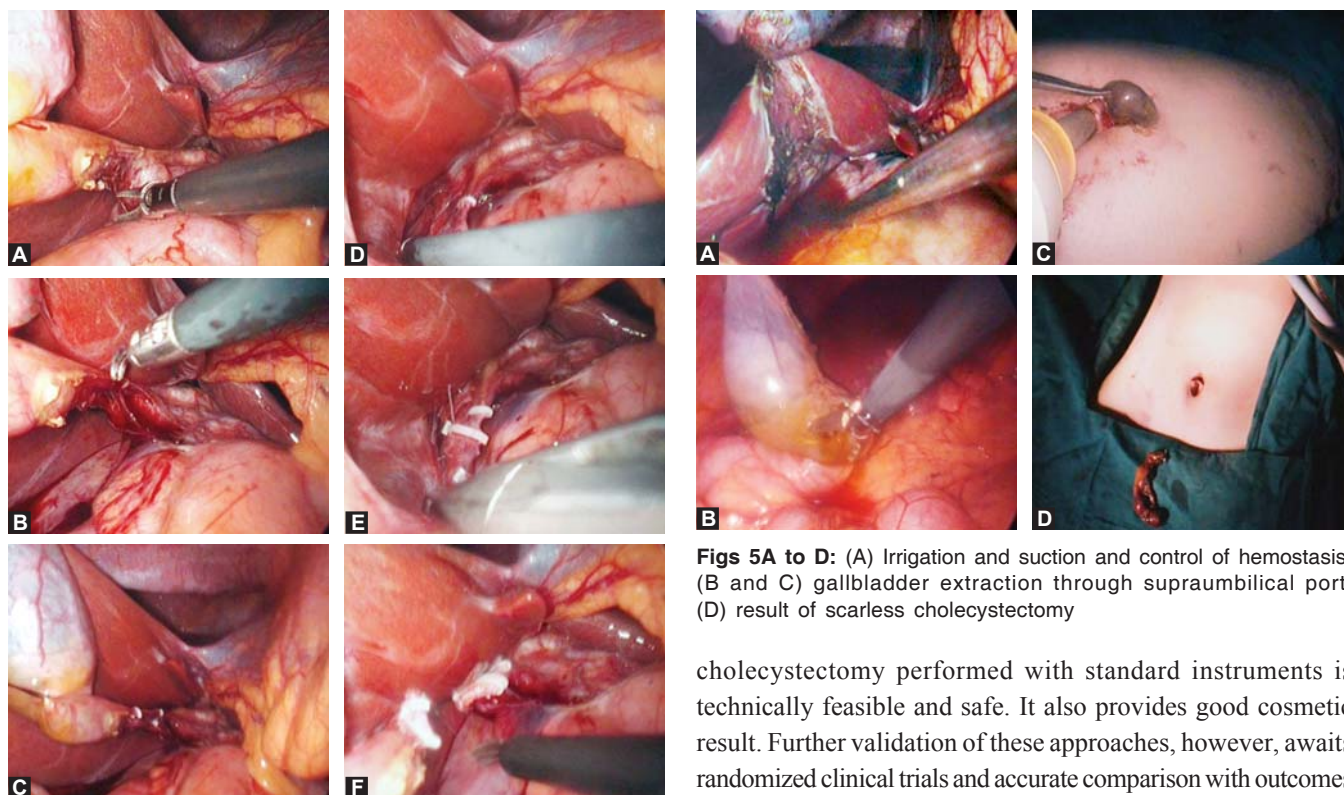 A
D
B
E
C
F
A
C
B
D
Figs 5A to D: (A) Irrigation and suction and control of hemostasis
(B and C) gallbladder extraction through supraumbilical port
(D) result of scarless cholecystectomy
cholecystectomy performed with standard instruments is
technically feasible and safe. It also provides good cosmetic
result. Further validation of these approaches, however, await
randomized clinical trials and accurate comparison with outcome